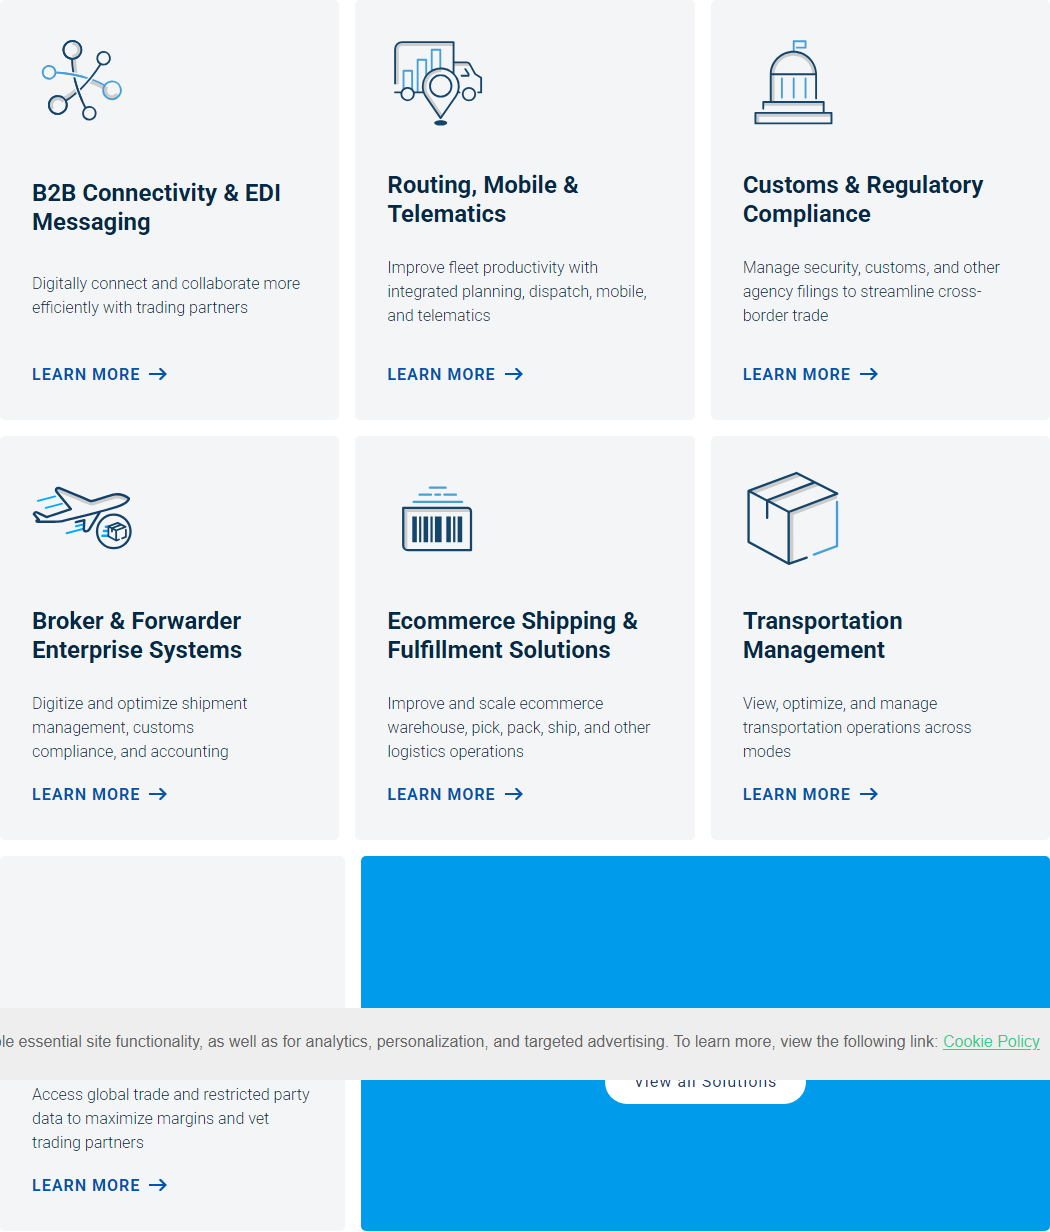 B2B Connectivity & EDI
Messaging
Digitally connect and collaborate more
efficiently with trading partners
LEARN MORE
Routing, Mobile &
Telematics
Improve fleet productivity with
integrated planning, dispatch, mobile,
and telematics
LEARN MORE
Customs & Regulatory
Compliance
Manage security, customs, and other
agency filings to streamline cross-
border trade
LEARN MORE
Broker & Forwarder
Enterprise Systems
Digitize and optimize shipment
management, customs
compliance, and accounting
LEARN MORE
Ecommerce Shipping &
Fulfillment Solutions
Improve and scale ecommerce
warehouse, pick, pack, ship, and other
logistics operations
LEARN MORE
Transportation
Management
View, optimize, and manage
transportation operations across
modes
LEARN MORE
essential site functionality, as well as for analytics, personalization, and targeted advertising. To learn more, view the following link: Cookie Policy
Access global trade and restricted party
data to maximize margins and vet
trading partners
LEARN MORE
View all Solutions